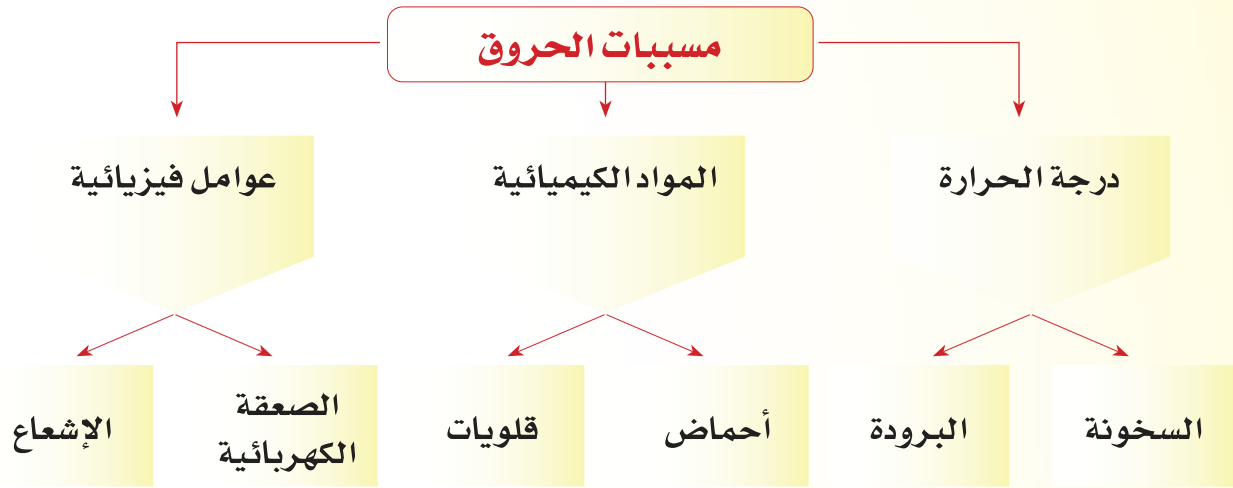 مسببات الحروق
درجة الحرارة
المواد الكيميائية
عوامل فيزيائية
السخونة
البرودة
أحماض
قلويات
الصعقة
الكهربائية
الإشعاع